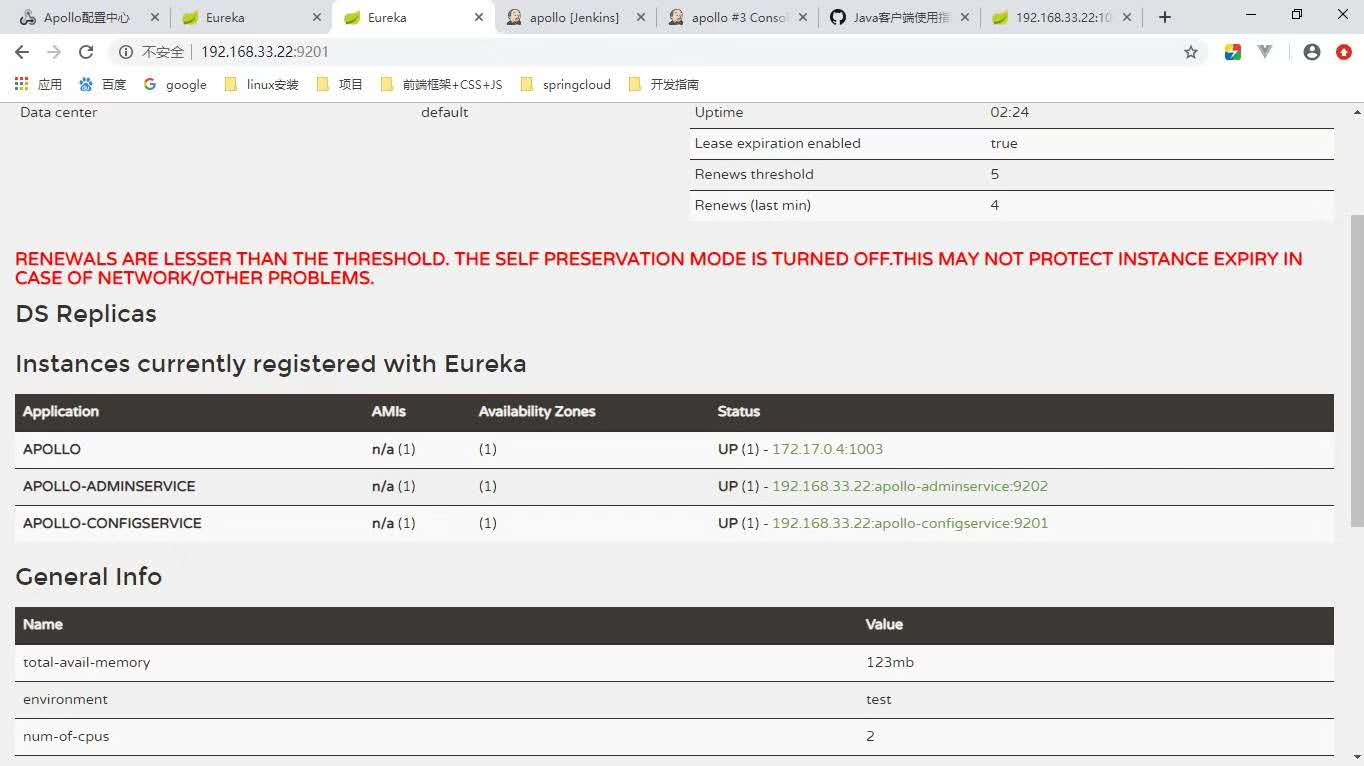 Apollo配置中心
Eureka
Eureka
apollo [Jenkins]
apollo #3 Conso
Java客户端使用指
192.168.33.22:10
不安全 192.168.33.22:9201
应用 百度 google linux安装 项目 前端框架+CSS+JS springcloud 开发指南
Data center default Uptime 02:24
Lease expiration enabled true
Renews threshold 5
Renews (last min) 4
RENEWALS ARE LESSER THAN THE THRESHOLD. THE SELF PRESERVATION MODE IS TURNED OFF.THIS MAY NOT PROTECT INSTANCE EXPIRY IN
CASE OF NETWORK/OTHER PROBLEMS.
DS Replicas
Instances currently registered with Eureka
Application AMIs Availability Zones Status
APOLLO n/a (1) (1) UP (1) - 172.17.0.4:1003
APOLLO-ADMINSERVICE n/a (1) (1) UP (1) - 192.168.33.22:apollo-adminservice:9202
APOLLO-CONFIGSERVICE n/a (1) (1) UP (1) - 192.168.33.22:apollo-configservice:9201
General Info
Name Value
total-avail-memory 123mb
environment test
num-of-cpus 2